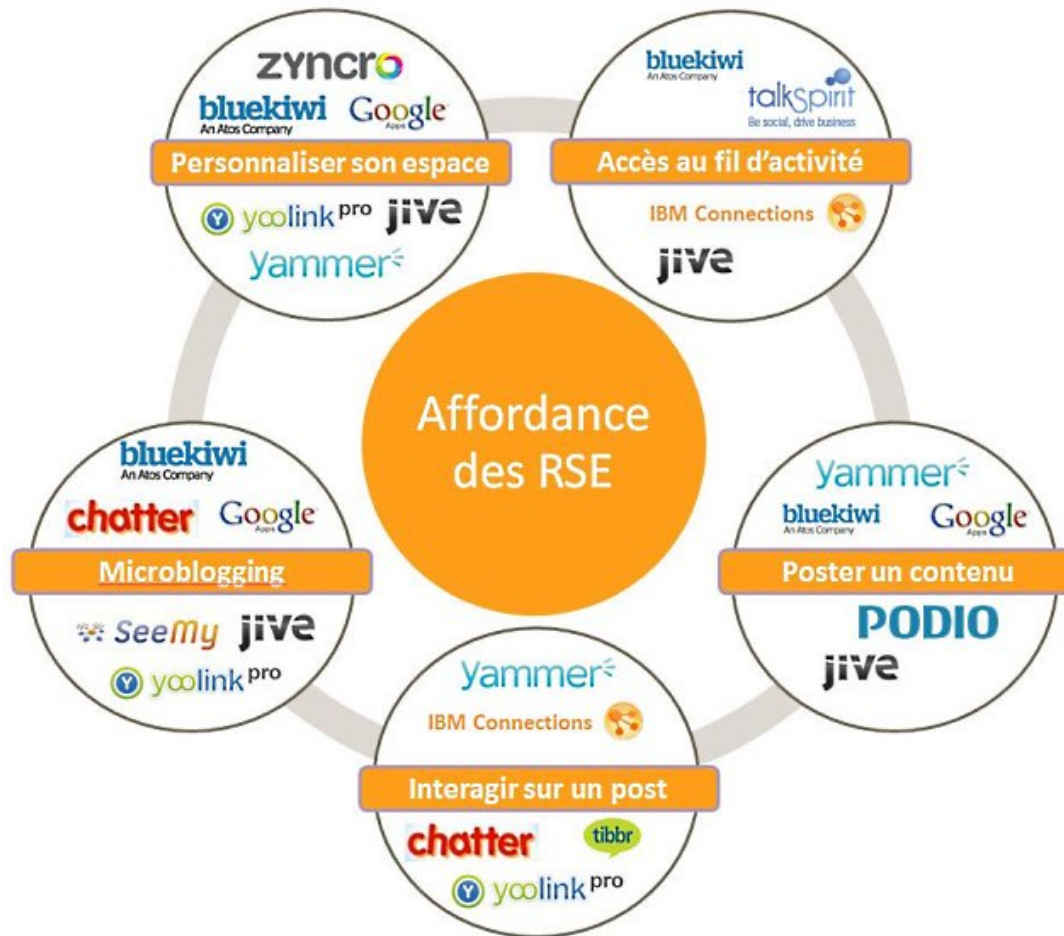 zyncro
bluekiwi
An Atos Company
Google
Apps
Personnaliser son espace
yoolink pro
jive
yammer
bluekiwi
An Atos Company
talkSpirit
Be social, drive business
Accès au fil d'activité
IBM Connections
jive
Affordance
des RSE
bluekiwi
An Atos Company
chatter
Google
Apps
Microblogging
SeeMy
jive
yoolink pro
yammer
bluekiwi
An Atos Company
Google
Apps
Poster un contenu
PODIO
jive
yammer
IBM Connections
Interagir sur un post
chatter
tibbr
yoolink pro